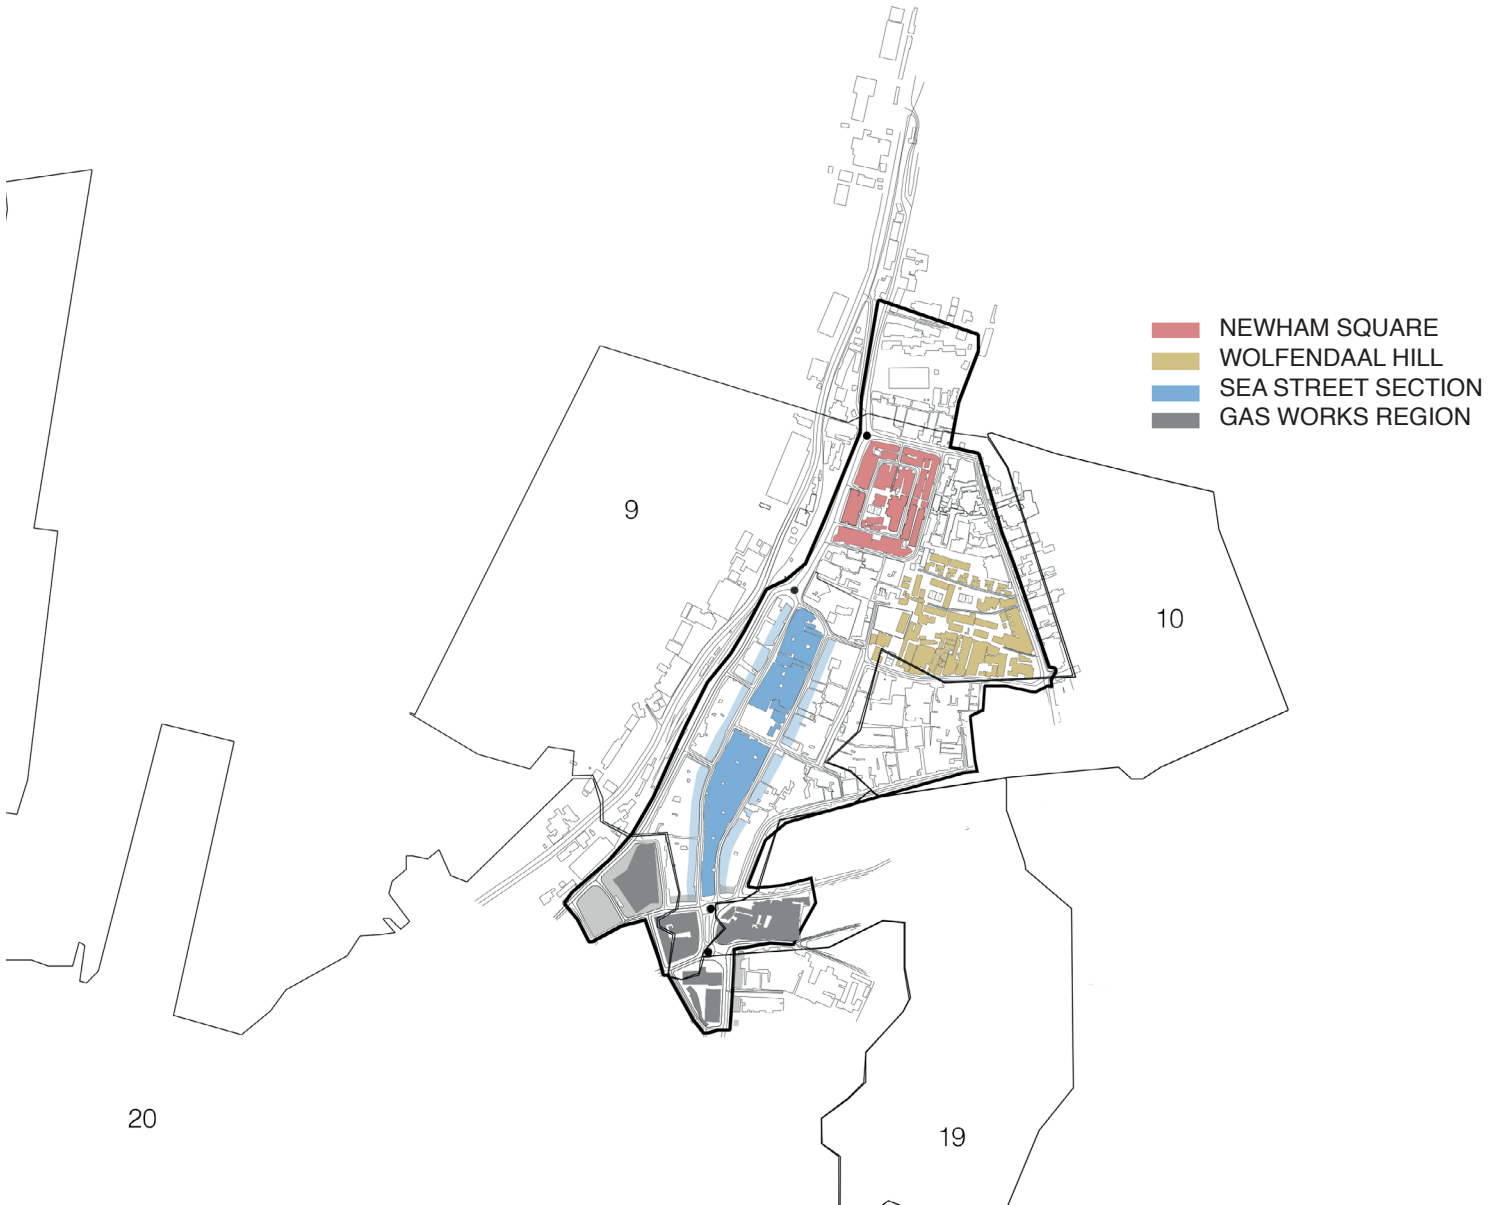 NEWHAM SQUARE
WOLFENDAAL HILL
SEA STREET SECTION
GAS WORKS REGION
9
10
20
19